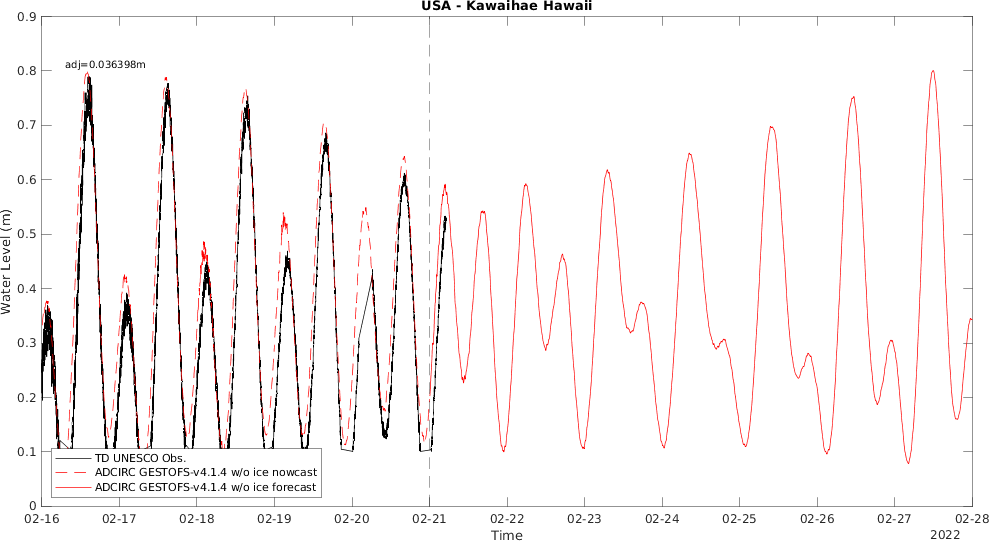 USA - Kawaihae Hawaii
0.9
0.8
0.7
0.6
0.5
0.4
0.3
0.2
0.1
0
Water Level (m)
adj=0.036398m
TD UNESCO Obs.
ADCIRC GESTOFS-v4.1.4 w/o ice nowcast
ADCIRC GESTOFS-v4.1.4 w/o ice forecast
02-16 02-17 02-18 02-19 02-20 02-21 02-22 02-23 02-24 02-25 02-26 02-27 02-28
Time
2022